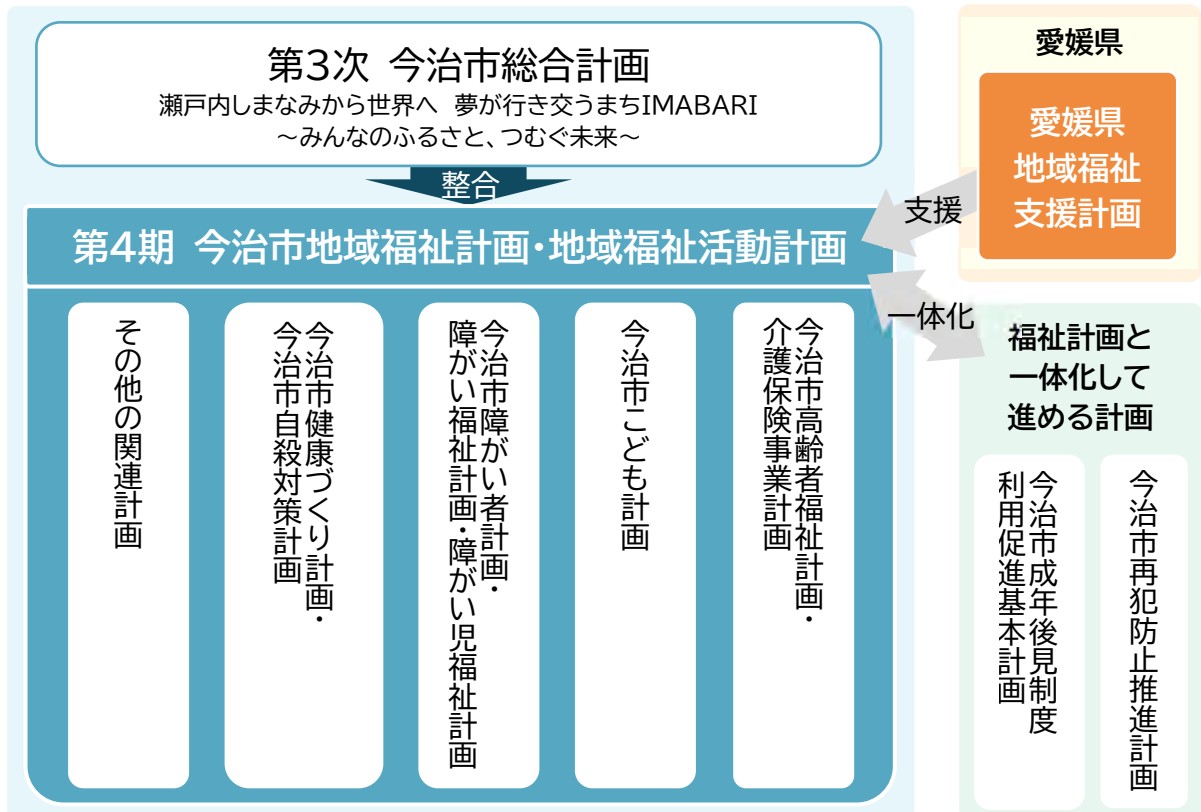 第3次 今治市総合計画
瀬戸内しまなみから世界へ 夢が行き交うまちIMABARI
～みんなのふるさと、つむぐ未来～
整合
第4期 今治市地域福祉計画・地域福祉活動計画
今治市高齢者福祉計画・
介護保険事業計画
今治市こども計画
今治市障がい者計画・
障がい福祉計画・障がい児福祉計画
今治市健康づくり計画・
今治市自殺対策計画
その他の関連計画
愛媛県
愛媛県
地域福祉
支援計画
支援
一体化
福祉計画と
一体化して
進める計画
今治市再犯防止推進計画
今治市成年後見制度
利用促進基本計画